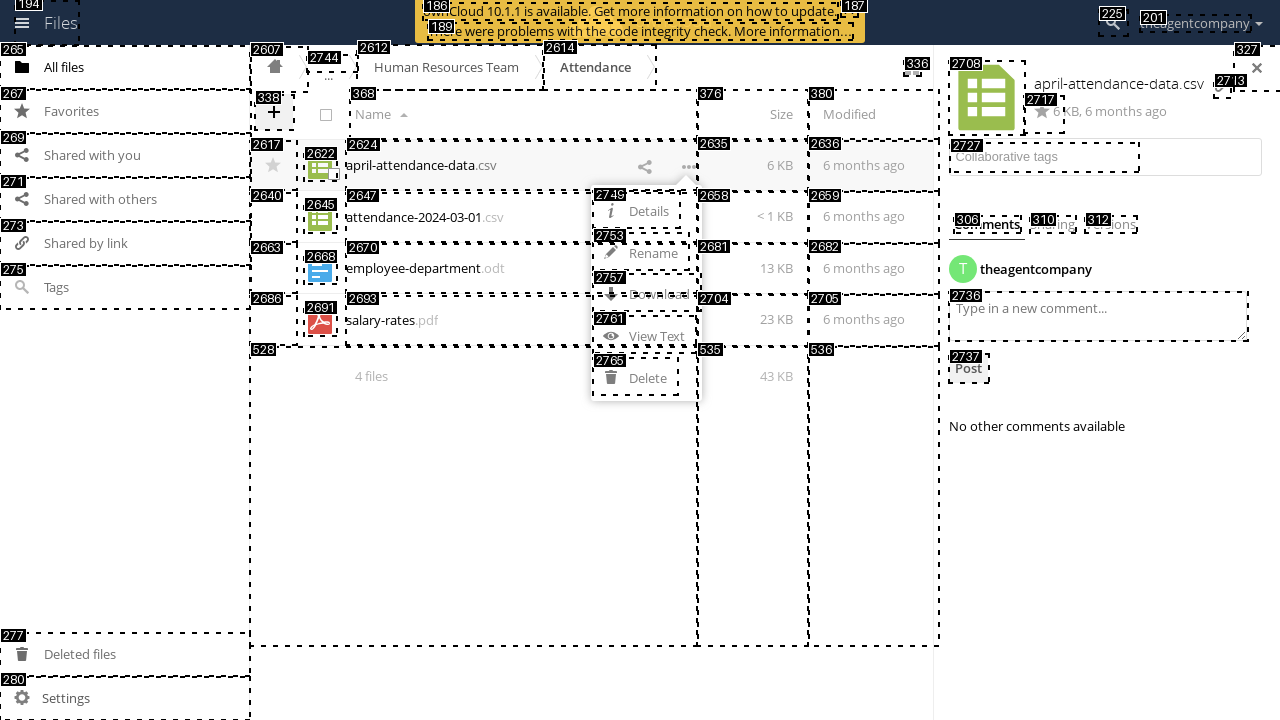 194
Files
186
ownCloud 10.1.1 is available. Get more information on how to update.
187
189
There were problems with the code integrity check. More information…
225
201
theagentcompany
265
All files
267
Favorites
269
Shared with you
271
Shared with others
273
Shared by link
275
Tags
277
Deleted files
280
Settings
2607
2744
...
2612
Human Resources Team
2614
Attendance
336
327
338
+
368
Name
376
Size
380
Modified
2617
2622
2624
april-attendance-data.csv
2635
6 KB
2636
6 months ago
2640
2645
2647
attendance-2024-03-01.csv
2658
< 1 KB
2659
6 months ago
2663
2668
2670
employee-department.odt
2681
13 KB
2682
6 months ago
2686
2691
2693
salary-rates.pdf
2704
23 KB
2705
6 months ago
528
4 files
535
43 KB
536
2749
Details
2753
Rename
2757
Download
2761
View Text
2765
Delete
2708
april-attendance-data.csv
2713
2717
6 KB, 6 months ago
2727
Collaborative tags
306
Comments
310
Sharing
312
Versions
T
theagentcompany
2736
Type in a new comment...
2737
Post
No other comments available